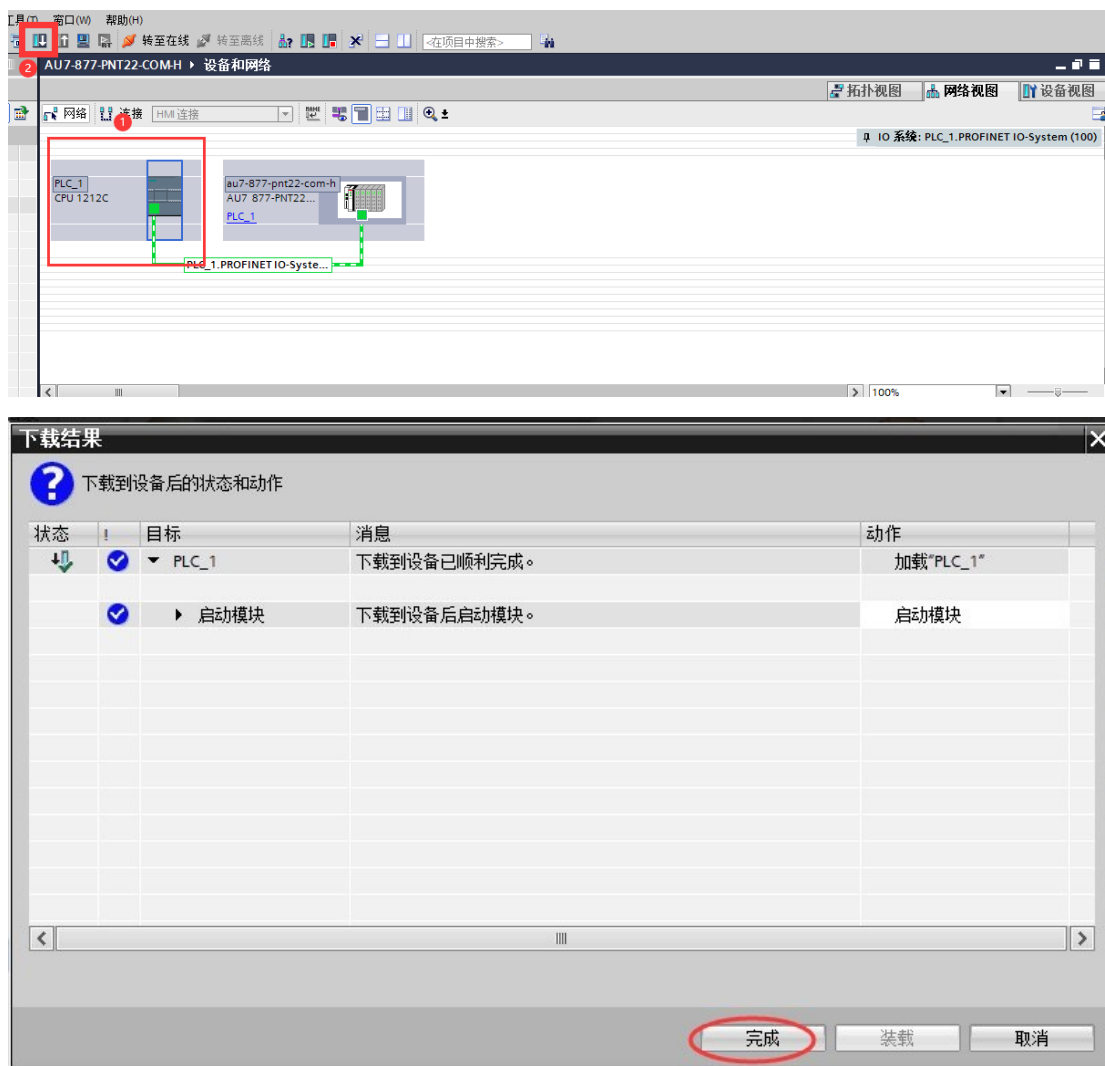 工具(T) 窗口(W) 帮助(H)
转至在线 转至离线 <在项目中搜索>
2 AU7-877-PNT22-COM-H ▸ 设备和网络
拓扑视图 网络视图 设备视图
网络 连接 HMI 连接
1
IO 系统: PLC_1.PROFINET IO-System (100)
PLC_1
CPU 1212C
au7-877-pnt22-com-h
AU7 877-PNT22...
PLC_1
PLC_1.PROFINET IO-Syste...
100%
下载结果
下载到设备后的状态和动作
状态 ! 目标 消息 动作
PLC_1 下载到设备已顺利完成。 加载"PLC_1"
启动模块 下载到设备后启动模块。 启动模块
完成 装载 取消